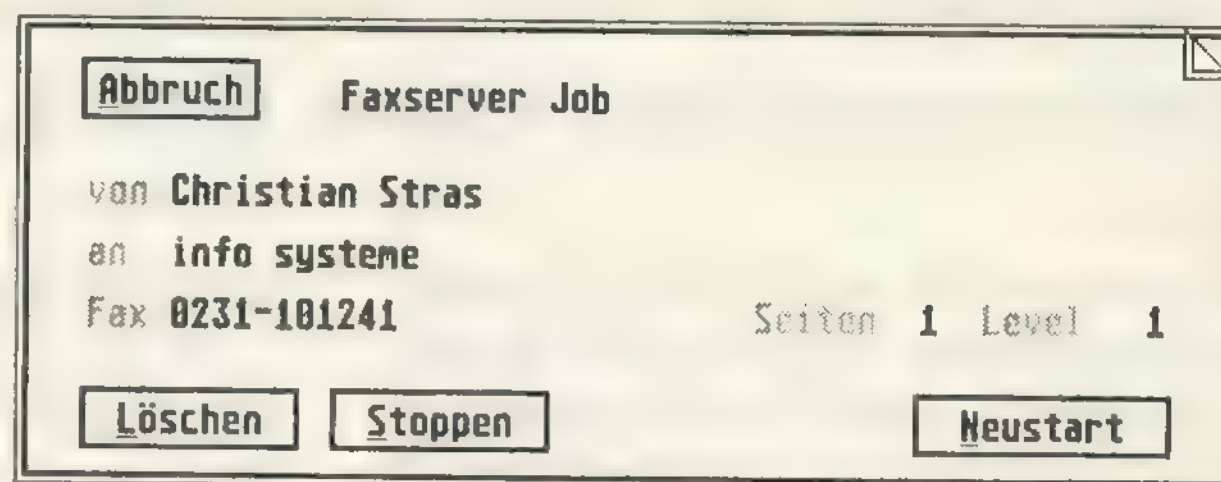 Abbruch Faxserver Job
von Christian Stras
an info systeme
Fax 0231-101241 Seiten 1 Level 1
Löschen Stoppen Neustart